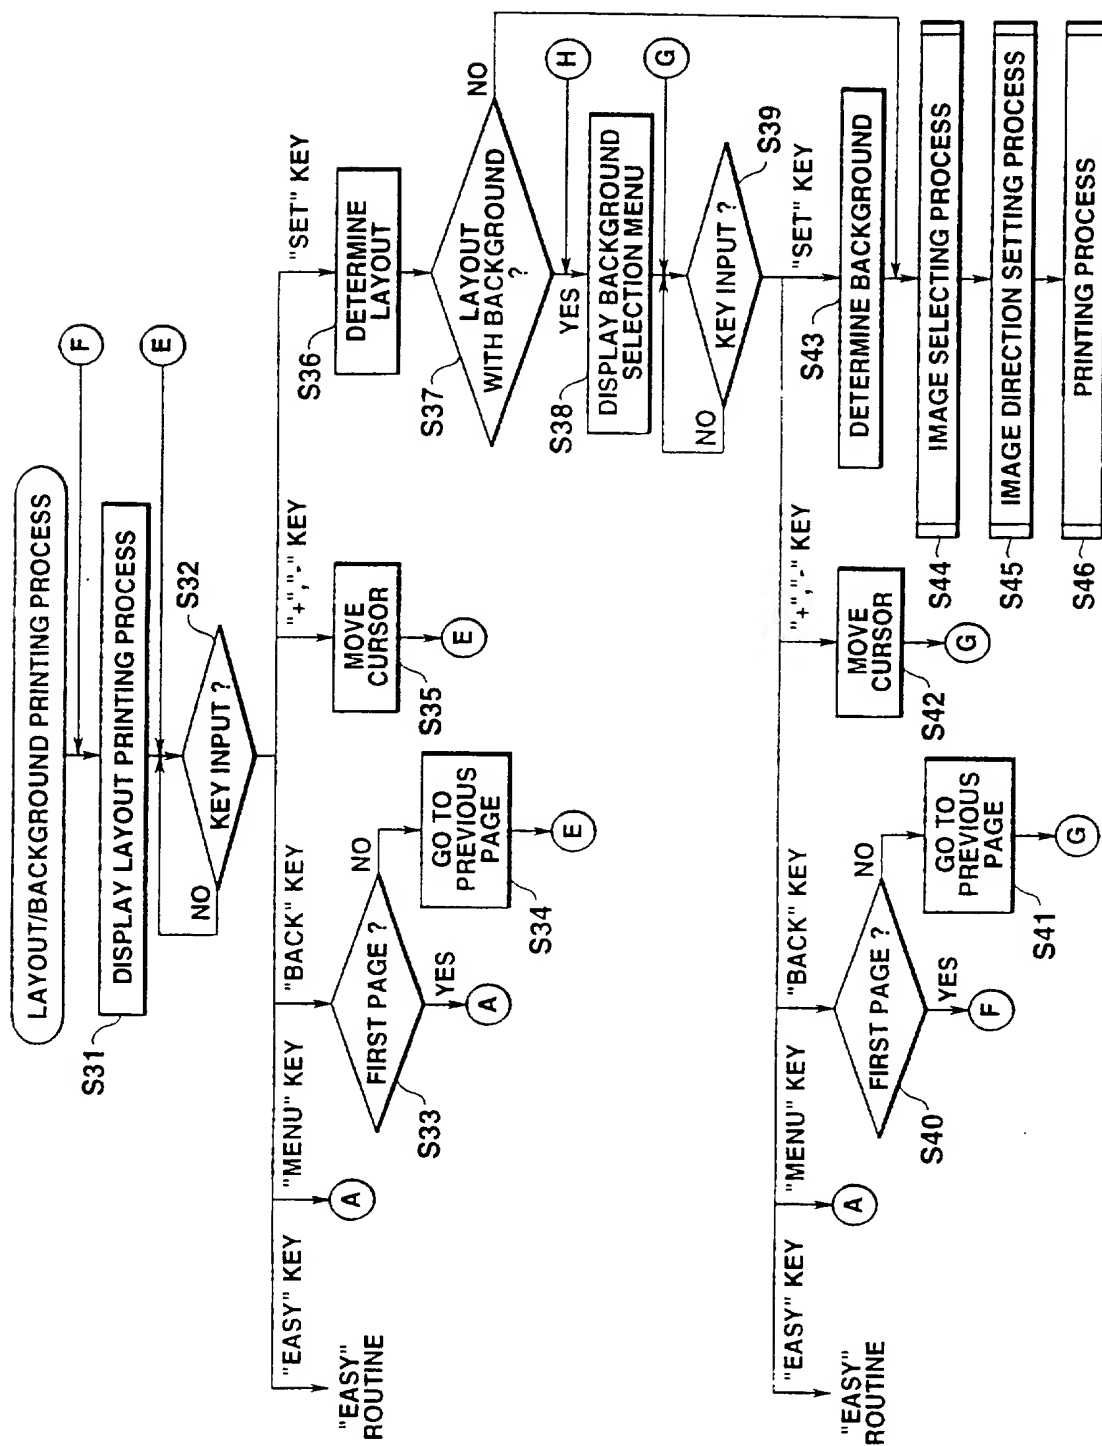 LAYOUT/BACKGROUND PRINTING PROCESS
F
S31
DISPLAY LAYOUT PRINTING PROCESS
E
S32
KEY INPUT ?
NO
"EASY" KEY
"MENU" KEY
"BACK" KEY
"+","-" KEY
"SET" KEY
"EASY"
ROUTINE
A
FIRST PAGE ?
S33
NO
YES
A
GO TO
PREVIOUS
PAGE
S34
E
MOVE
CURSOR
S35
E
S36
DETERMINE
LAYOUT
S37
LAYOUT
WITH BACKGROUND
?
NO
YES
H
S38
DISPLAY BACKGROUND
SELECTION MENU
G
KEY INPUT ?
S39
NO
"EASY" KEY
"MENU" KEY
"BACK" KEY
"+","-" KEY
"SET" KEY
"EASY"
ROUTINE
A
FIRST PAGE ?
S40
NO
YES
F
GO TO
PREVIOUS
PAGE
S41
G
MOVE
CURSOR
S42
G
S43
DETERMINE BACKGROUND
S44
IMAGE SELECTING PROCESS
S45
IMAGE DIRECTION SETTING PROCESS
S46
PRINTING PROCESS